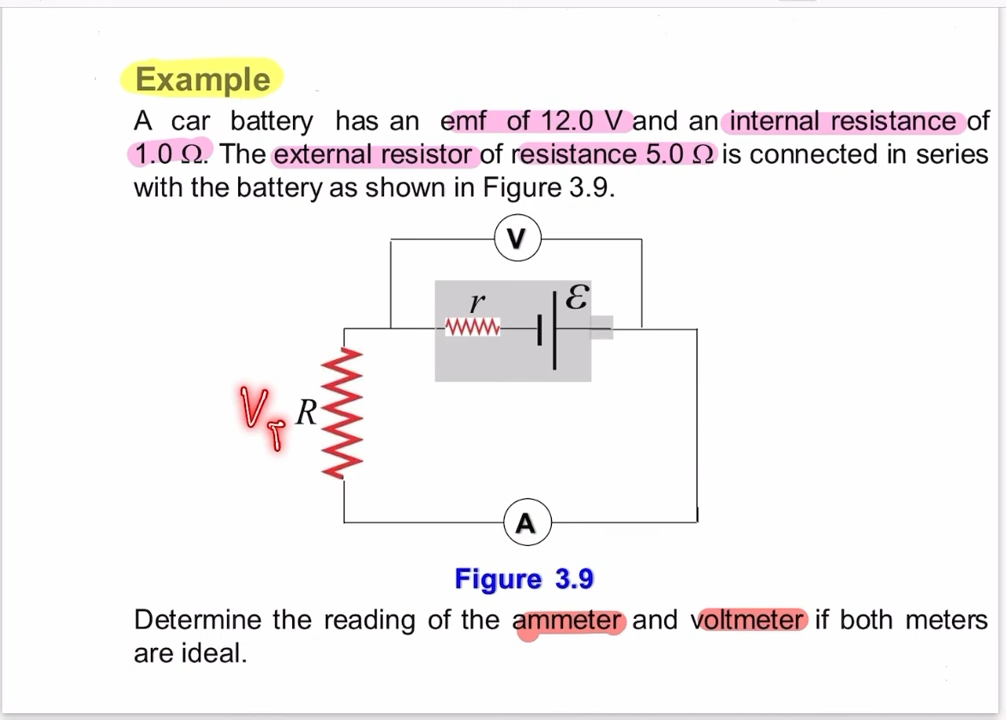 Example
A car battery has an emf of 12.0 V and an internal resistance of
1.0 Ω. The external resistor of resistance 5.0 Ω is connected in series
with the battery as shown in Figure 3.9.
V
r ε
V_T R
A
Figure 3.9
Determine the reading of the ammeter and voltmeter if both meters
are ideal.